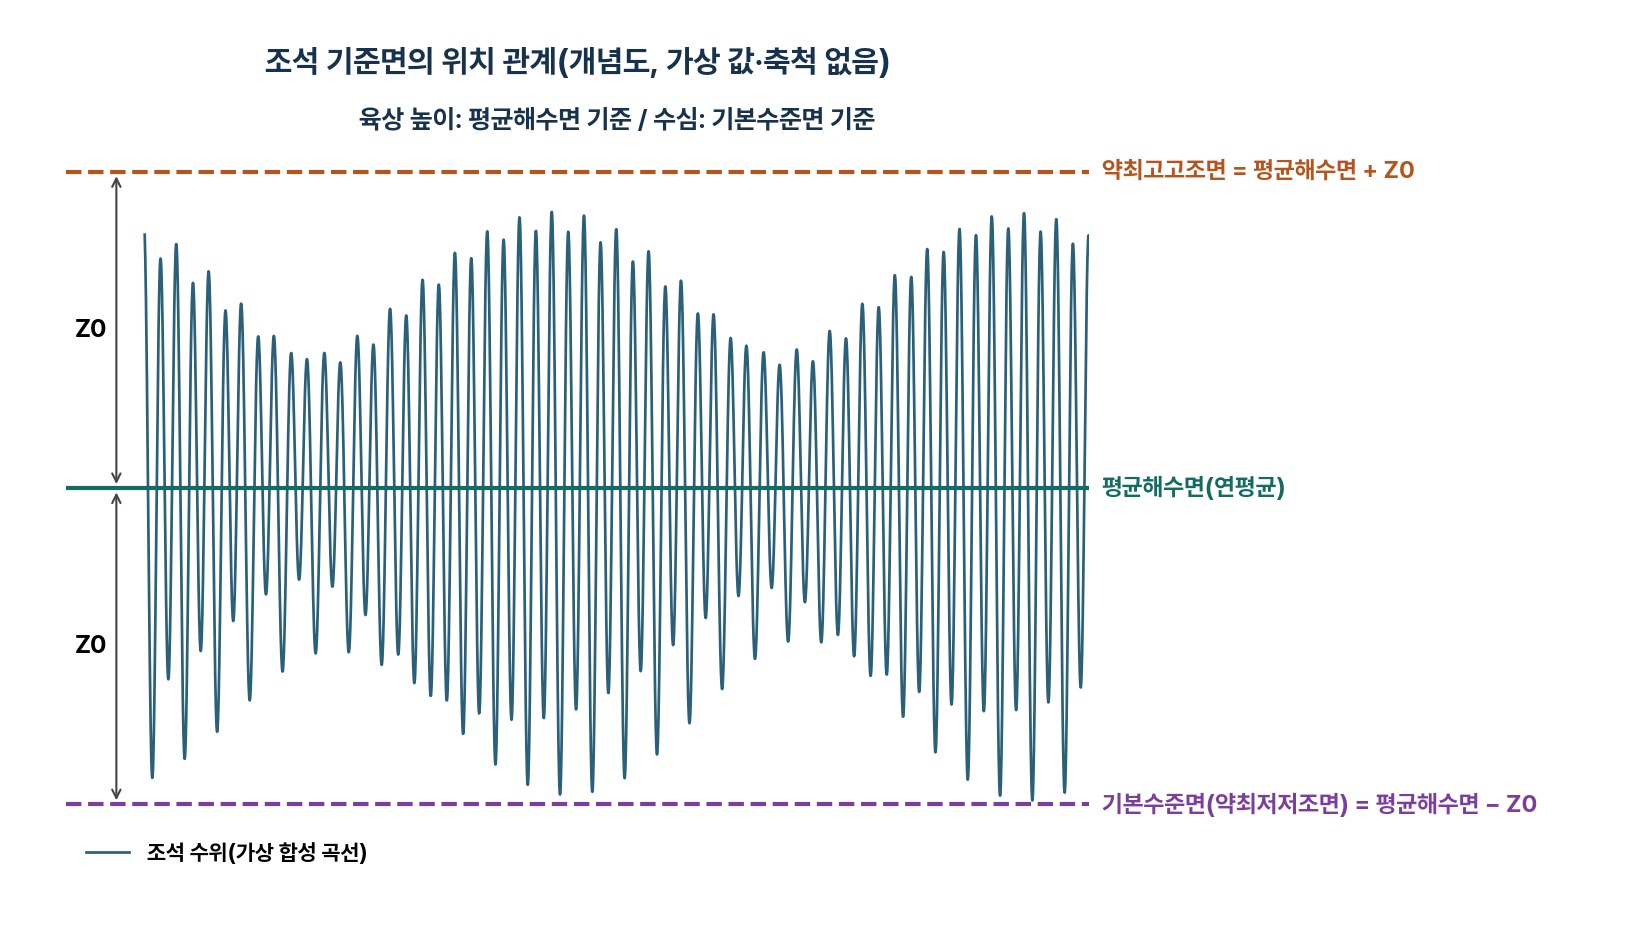 조석 기준면의 위치 관계(개념도, 가상 값·축척 없음)
육상 높이: 평균해수면 기준 / 수심: 기본수준면 기준
약최고고조면 = 평균해수면 + Z0
Z0
평균해수면(연평균)
Z0
기본수준면(약최저저조면) = 평균해수면 − Z0
조석 수위(가상 합성 곡선)